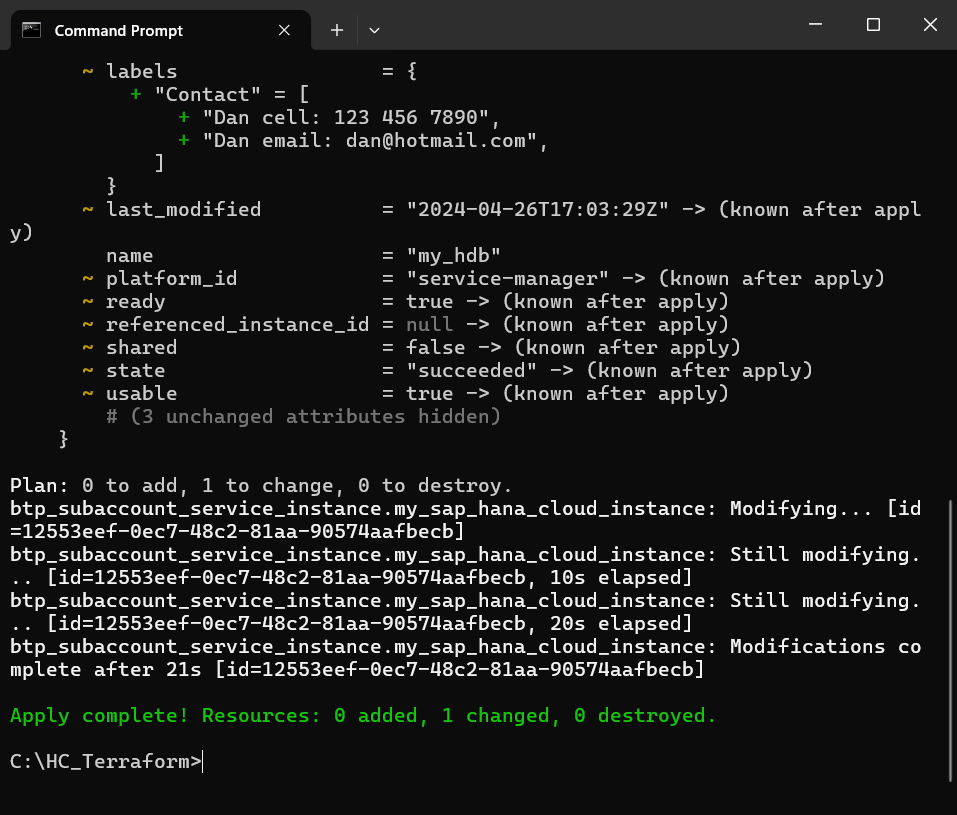 Command Prompt
~ labels = {
+ "Contact" = [
+ "Dan cell: 123 456 7890",
+ "Dan email: dan@hotmail.com",
]
}
~ last_modified = "2024-04-26T17:03:29Z" -> (known after appl
y)
name = "my_hdb"
~ platform_id = "service-manager" -> (known after apply)
~ ready = true -> (known after apply)
~ referenced_instance_id = null -> (known after apply)
~ shared = false -> (known after apply)
~ state = "succeeded" -> (known after apply)
~ usable = true -> (known after apply)
# (3 unchanged attributes hidden)
}
Plan: 0 to add, 1 to change, 0 to destroy.
btp_subaccount_service_instance.my_sap_hana_cloud_instance: Modifying... [id
=12553eef-0ec7-48c2-81aa-90574aafbecb]
btp_subaccount_service_instance.my_sap_hana_cloud_instance: Still modifying.
.. [id=12553eef-0ec7-48c2-81aa-90574aafbecb, 10s elapsed]
btp_subaccount_service_instance.my_sap_hana_cloud_instance: Still modifying.
.. [id=12553eef-0ec7-48c2-81aa-90574aafbecb, 20s elapsed]
btp_subaccount_service_instance.my_sap_hana_cloud_instance: Modifications co
mplete after 21s [id=12553eef-0ec7-48c2-81aa-90574aafbecb]
Apply complete! Resources: 0 added, 1 changed, 0 destroyed.
C:\HC_Terraform>